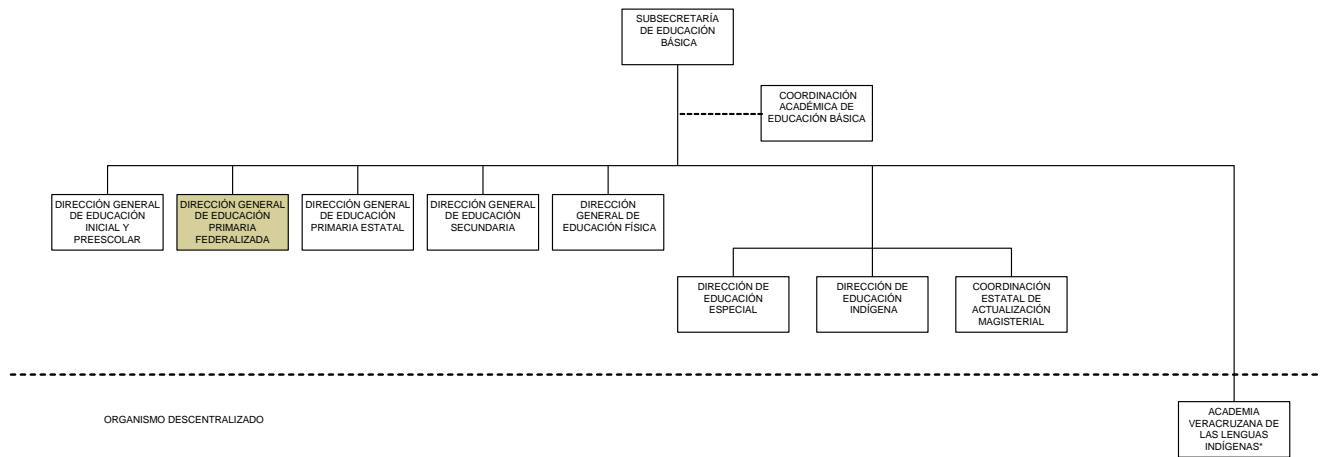 SUBSECRETARÍA
DE EDUCACIÓN
BÁSICA
COORDINACIÓN
ACADÉMICA DE
EDUCACIÓN BÁSICA
DIRECCIÓN GENERAL
DE EDUCACIÓN
INICIAL Y
PREESCOLAR
DIRECCIÓN GENERAL
DE EDUCACIÓN
PRIMARIA
FEDERALIZADA
DIRECCIÓN GENERAL
DE EDUCACIÓN
PRIMARIA ESTATAL
DIRECCIÓN GENERAL
DE EDUCACIÓN
SECUNDARIA
DIRECCIÓN
GENERAL DE
EDUCACIÓN FÍSICA
DIRECCIÓN DE
EDUCACIÓN
ESPECIAL
DIRECCIÓN DE
EDUCACIÓN
INDÍGENA
COORDINACIÓN
ESTATAL DE
ACTUALIZACIÓN
MAGISTERIAL
ORGANISMO DESCENTRALIZADO
ACADEMIA
VERACRUZANA DE
LAS LENGUAS
INDÍGENAS*